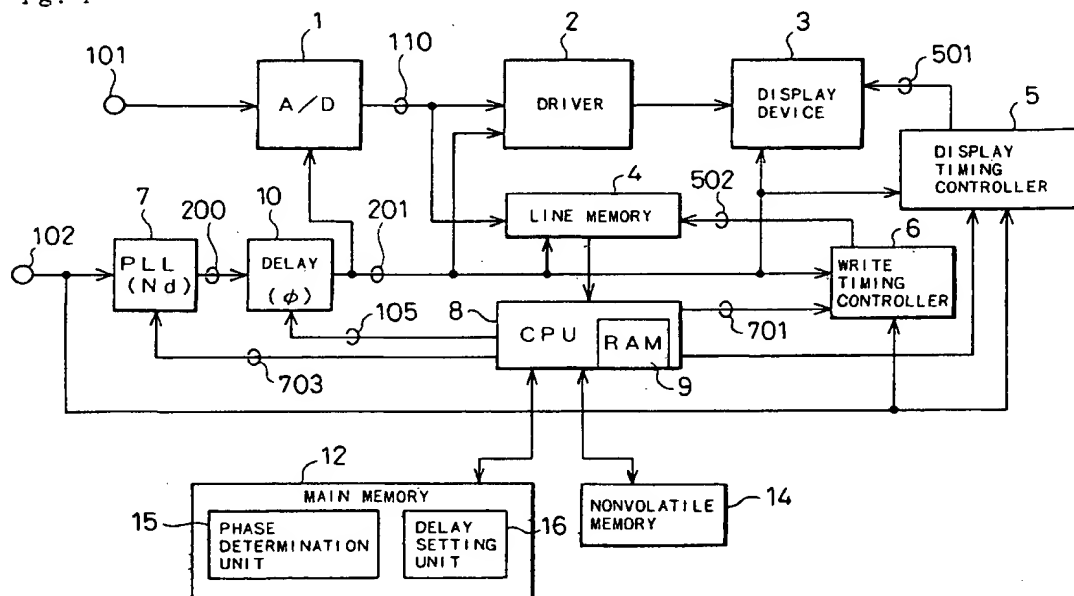 1
110
2
3
501
101
5
A/D
DRIVER
DISPLAY
DEVICE
DISPLAY
TIMING
CONTROLLER
4
502
7
200
10
201
LINE MEMORY
6
102
PLL
(Nd)
DELAY
(φ)
WRITE
TIMING
CONTROLLER
105
8
CPU
RAM
701
703
9
12
MAIN MEMORY
15
PHASE
DETERMINATION
UNIT
DELAY
SETTING
UNIT
16
NONVOLATILE
MEMORY
14